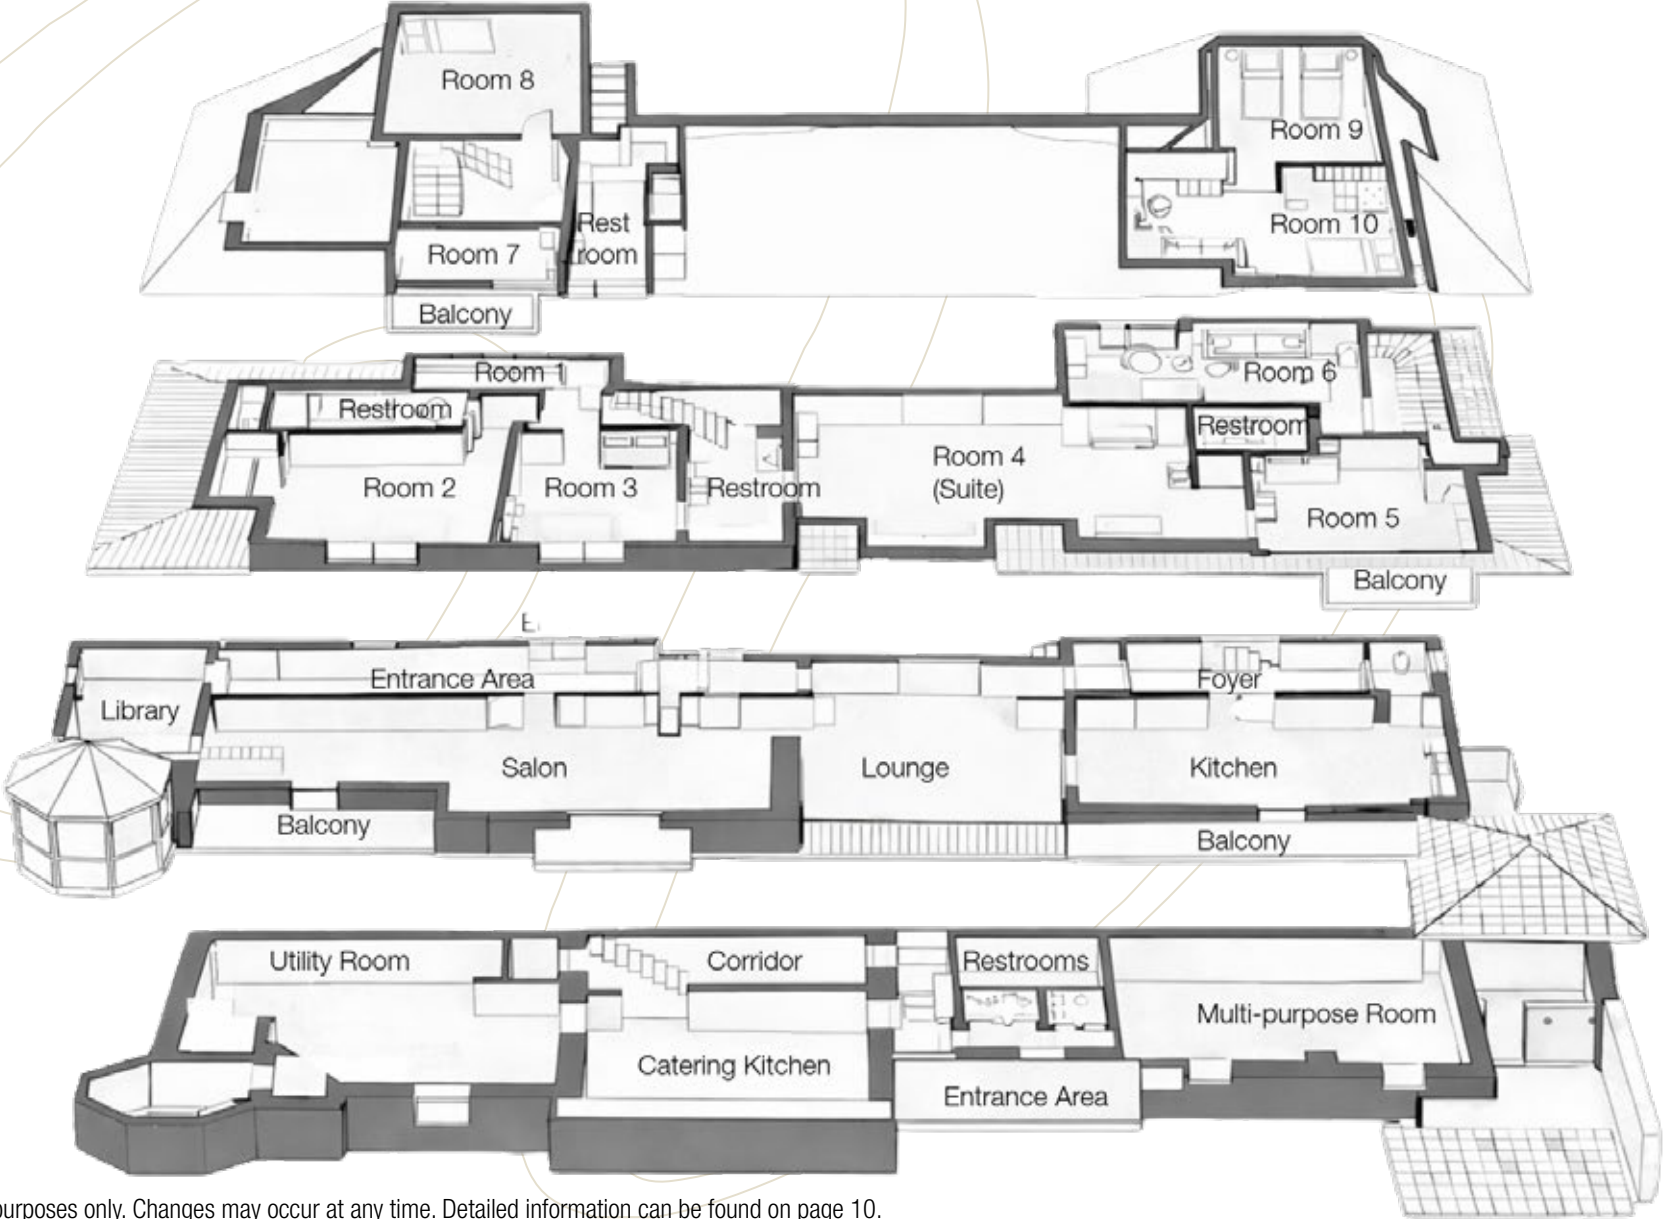 Room 8
Room 9
Rest
room
Room 10
Room 7
Balcony
Room 1
Room 6
Restroom
Restroom
Room 4
(Suite)
Room 2
Room 3
Restroom
Room 5
Balcony
Entrance Area
Foyer
Library
Salon
Lounge
Kitchen
Balcony
Balcony
Utility Room
Corridor
Restrooms
Multi-purpose Room
Catering Kitchen
Entrance Area
purposes only. Changes may occur at any time. Detailed information can be found on page 10.